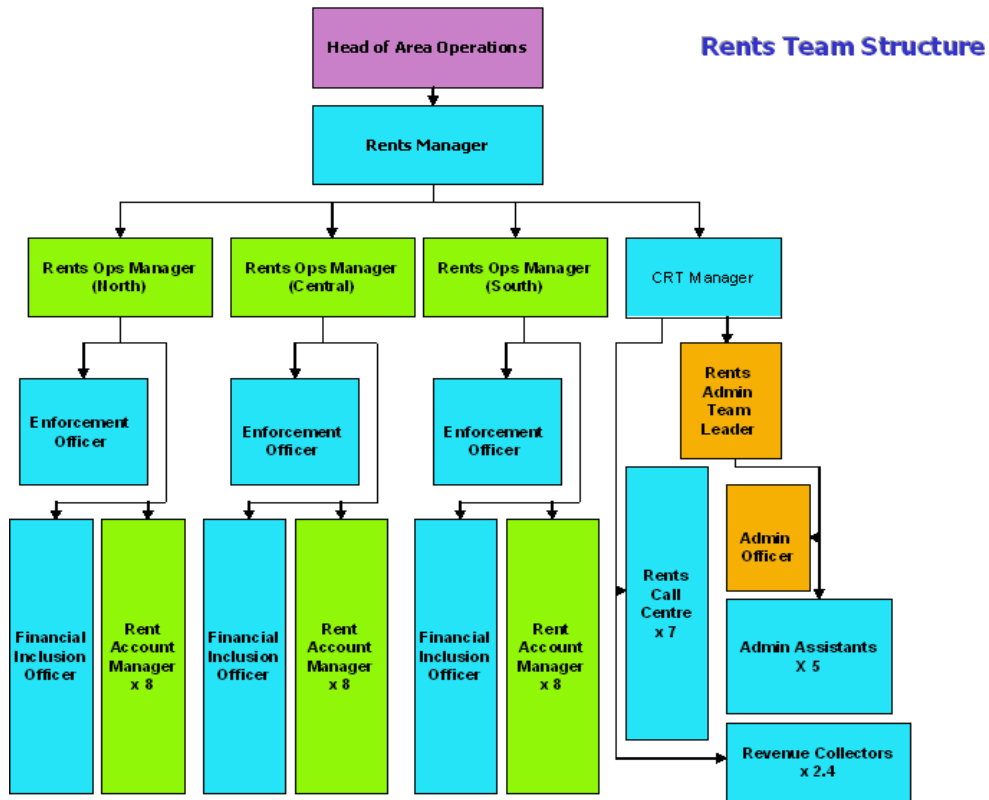 Rents Team Structure
Head of Area Operations
Rents Manager
Rents Ops Manager
(North)
Rents Ops Manager
(Central)
Rents Ops Manager
(South)
CRT Manager
Enforcement
Officer
Enforcement
Officer
Enforcement
Officer
Rents
Admin
Team
Leader
Financial
Inclusion
Officer
Rent
Account
Manager
x 8
Financial
Inclusion
Officer
Rent
Account
Manager
x 8
Financial
Inclusion
Officer
Rent
Account
Manager
x 8
Rents
Call
Centre
x 7
Admin
Officer
Admin Assistants
X 5
Revenue Collectors
x 2.4